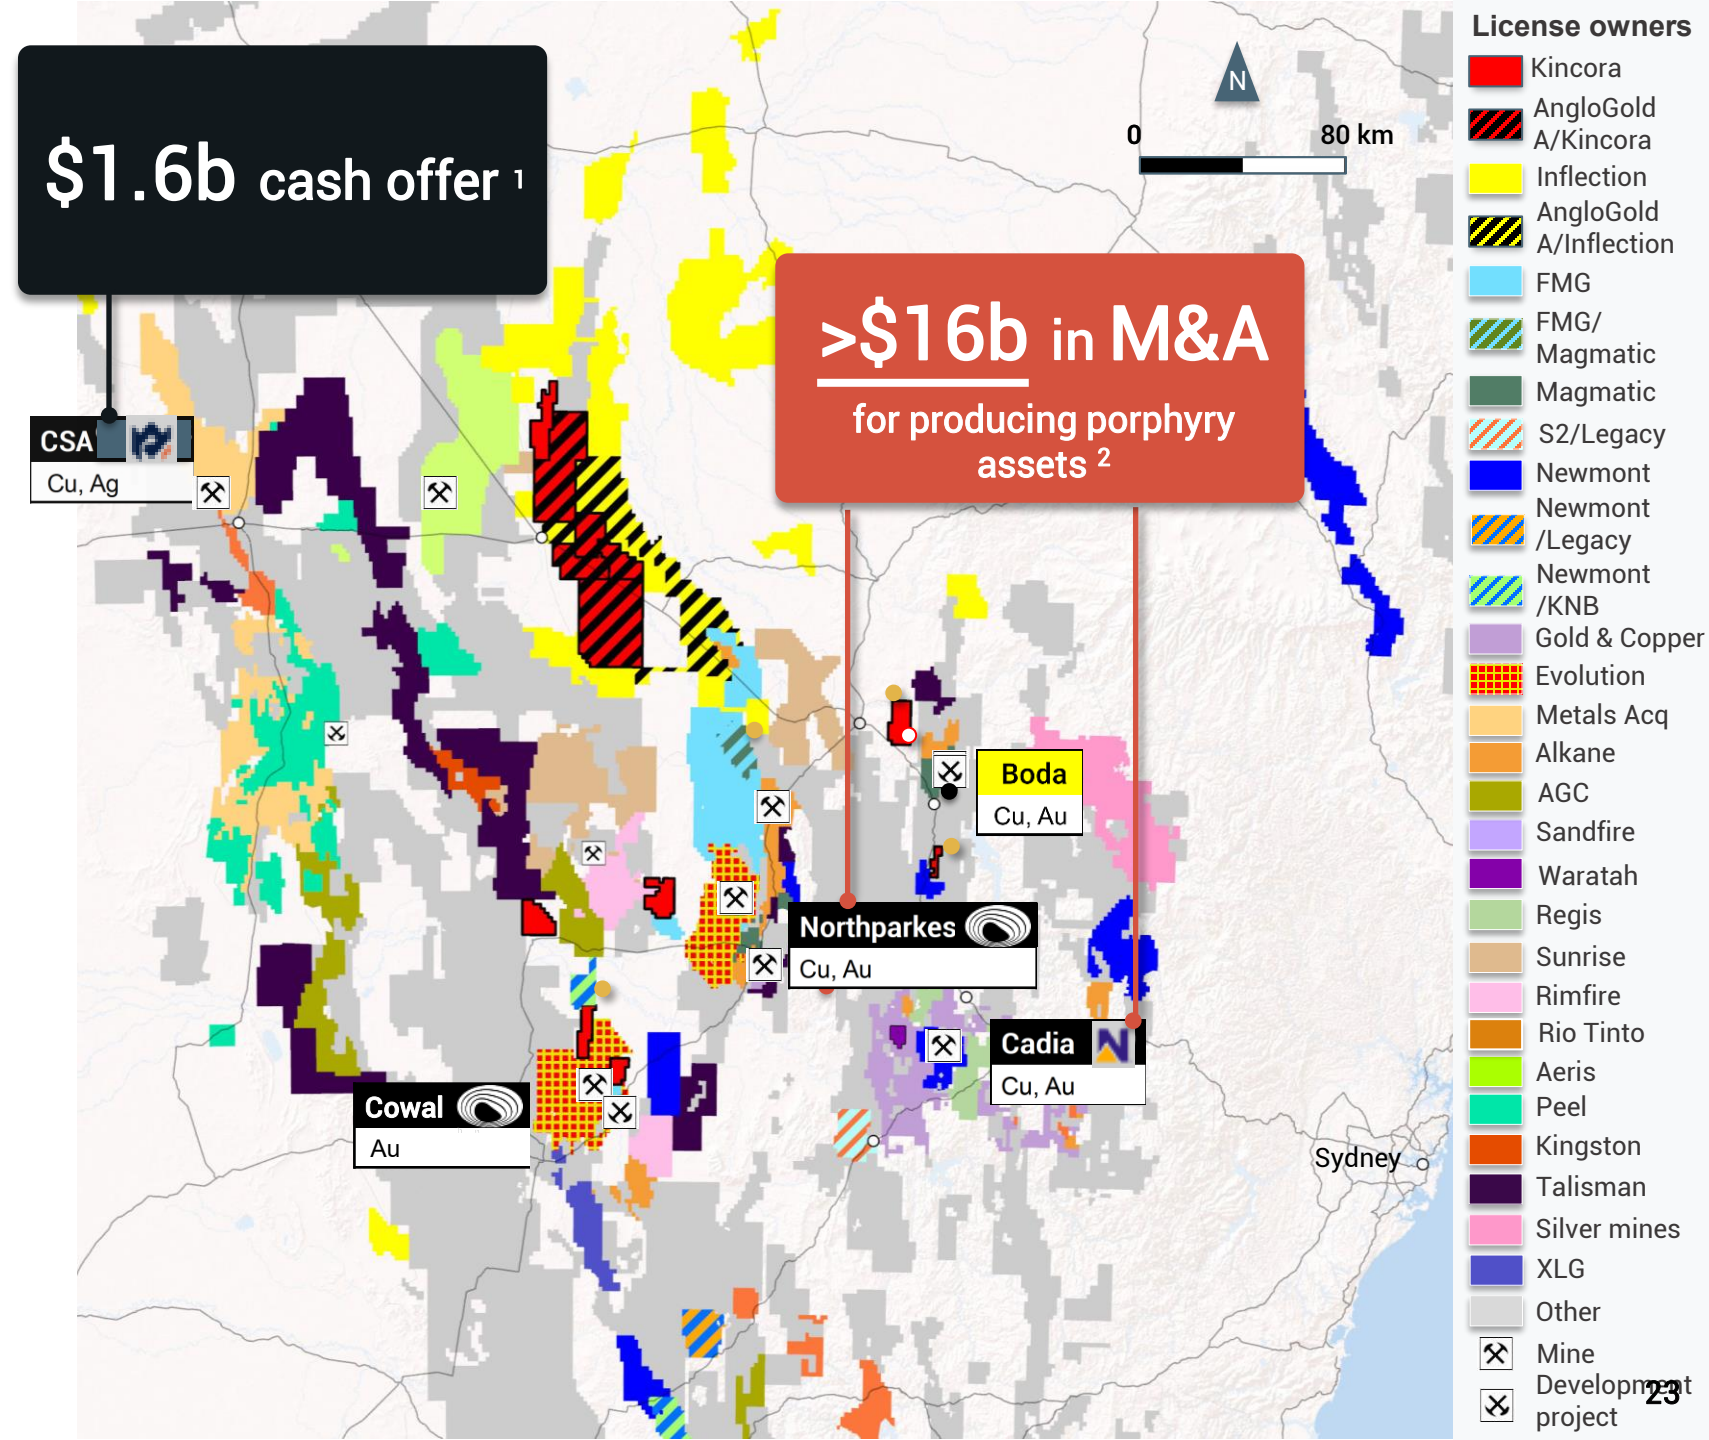 $1.6b cash offer 1
N
0 80 km
>$16b in M&A
for producing porphyry
assets 2
CSA
Cu, Ag
Boda
Cu, Au
Northparkes
Cu, Au
Cadia
N
Cu, Au
Cowal
Au
Sydney
License owners
Kincora
AngloGold
A/Kincora
Inflection
AngloGold
A/Inflection
FMG
FMG/
Magmatic
Magmatic
S2/Legacy
Newmont
Newmont
/Legacy
Newmont
/KNB
Gold & Copper
Evolution
Metals Acq
Alkane
AGC
Sandfire
Waratah
Regis
Sunrise
Rimfire
Rio Tinto
Aeris
Peel
Kingston
Talisman
Silver mines
XLG
Other
Mine
Development
project
23